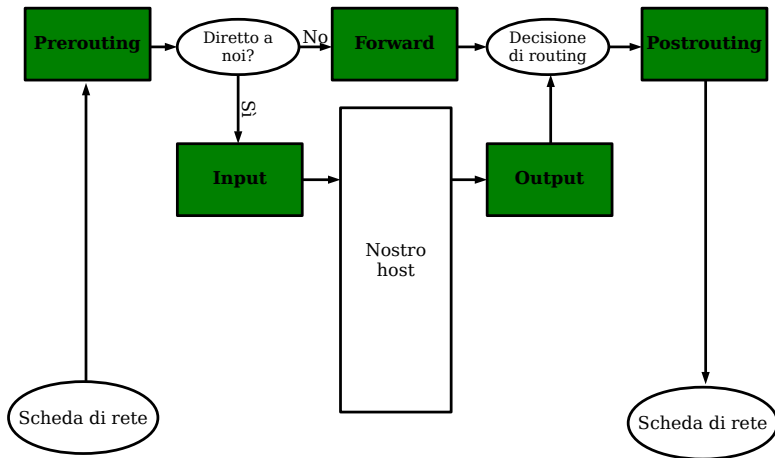 Prerouting
Diretto a
noi?
No
Forward
Decisione
di routing
Postrouting
Sì
Input
Output
Nostro
host
Scheda di rete
Scheda di rete